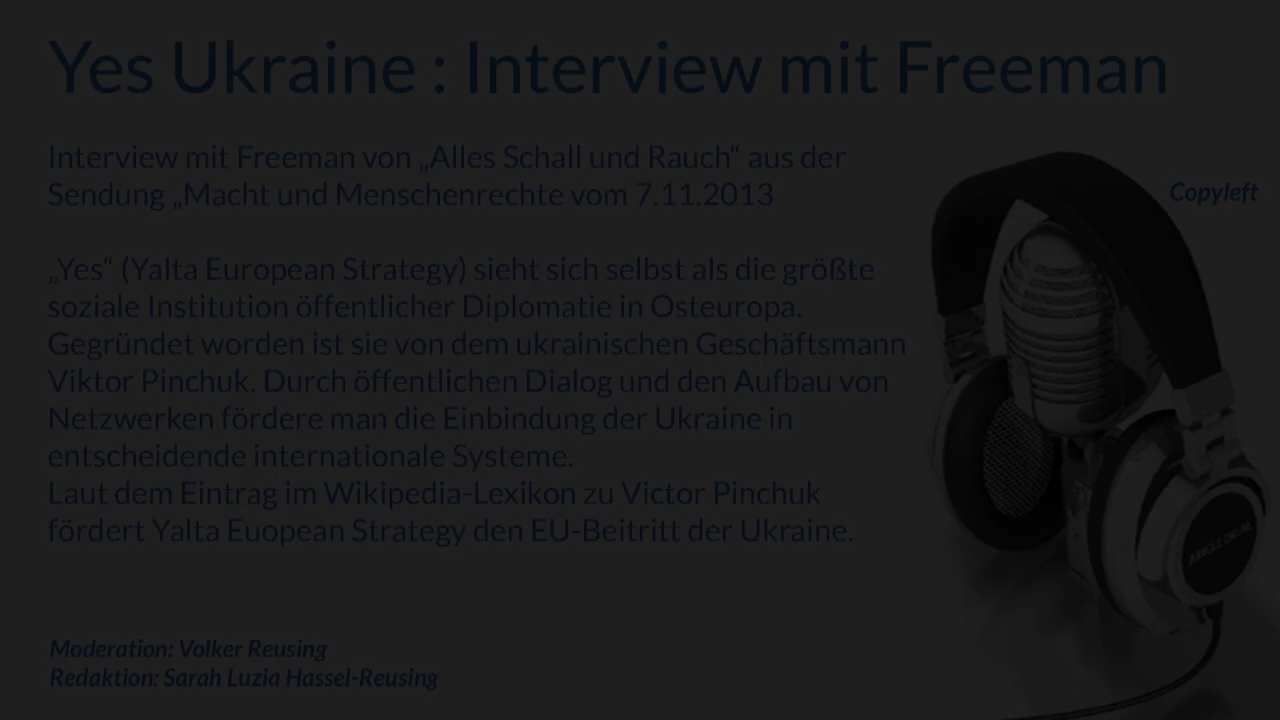 Yes Ukraine : Interview mit Freeman
Interview mit Freeman von „Alles Schall und Rauch“ aus der
Sendung „Macht und Menschenrechte vom 7.11.2013
Copyleft
„Yes“ (Yalta European Strategy) sieht sich selbst als die größte
soziale Institution öffentlicher Diplomatie in Osteuropa.
Gegründet worden ist sie von dem ukrainischen Geschäftsmann
Viktor Pinchuk. Durch öffentlichen Dialog und den Aufbau von
Netzwerken fördere man die Einbindung der Ukraine in
entscheidende internationale Systeme.
Laut dem Eintrag im Wikipedia-Lexikon zu Victor Pinchuk
fördert Yalta Euopean Strategy den EU-Beitritt der Ukraine.
Moderation: Volker Reusing
Redaktion: Sarah Luzia Hassel-Reusing